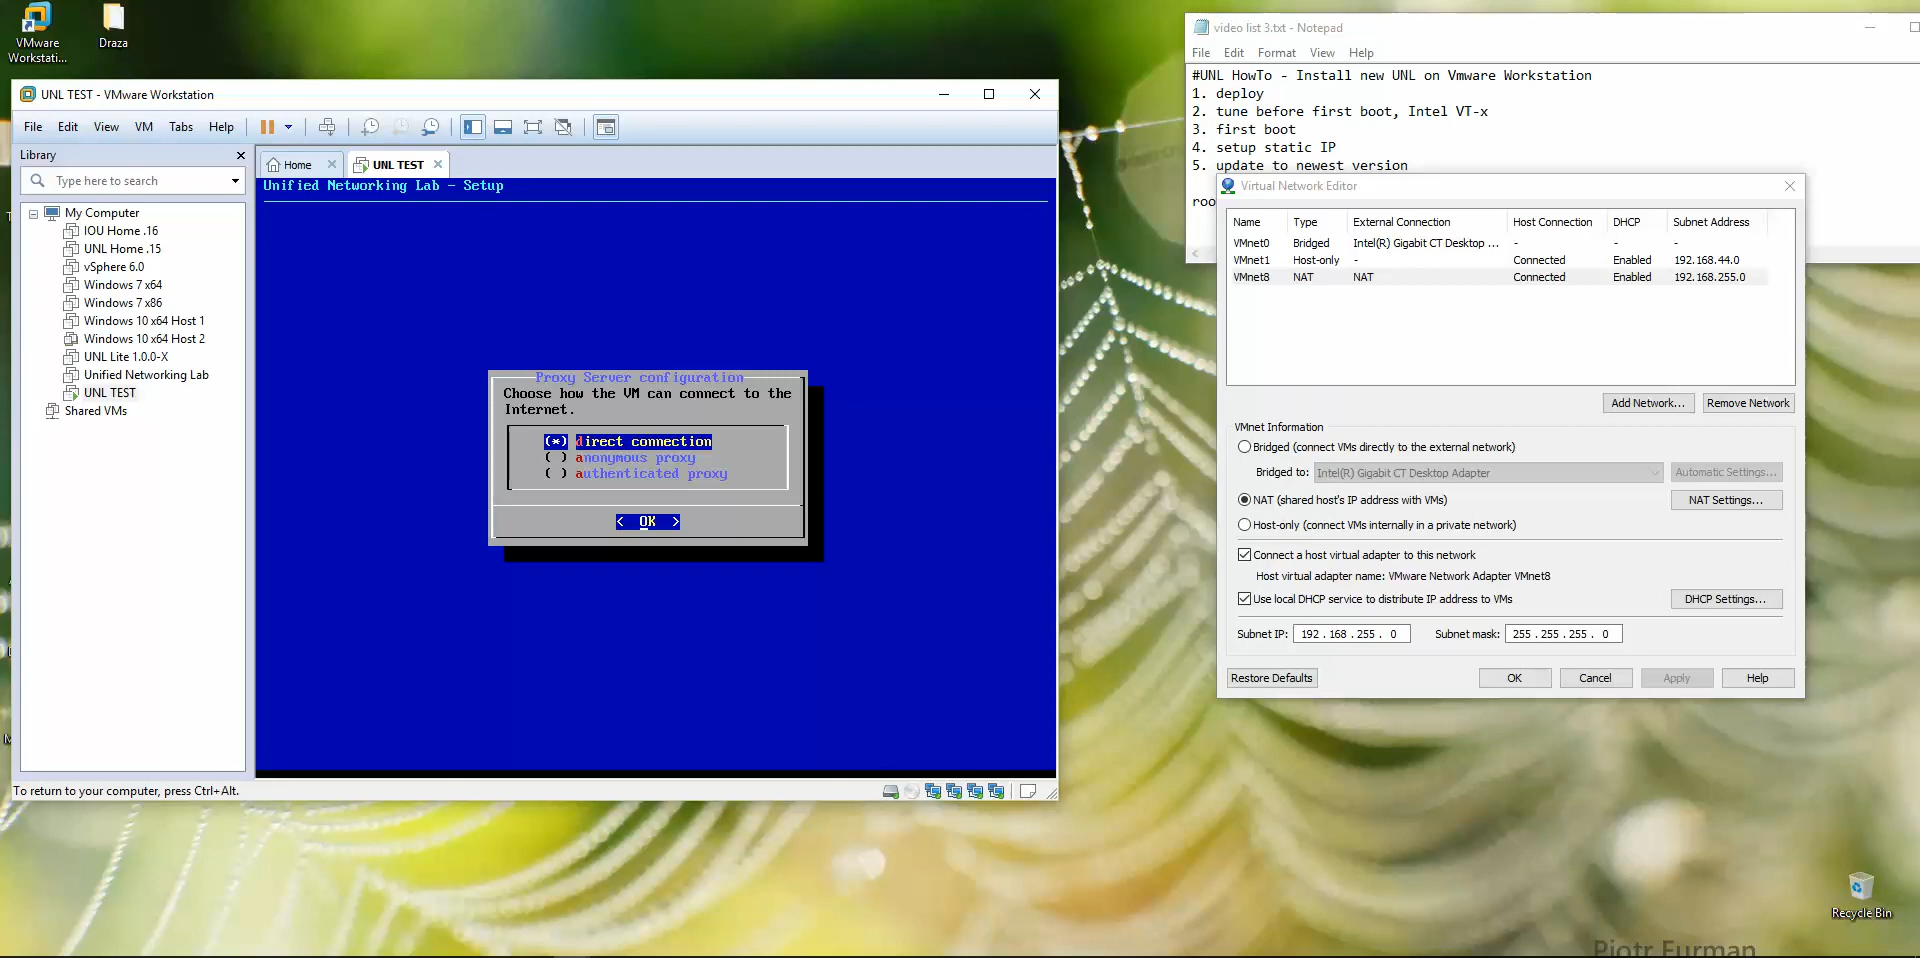 VMware
Workstati...
Draza
UNL TEST - VMware Workstation
File Edit View VM Tabs Help
Library
Type here to search
My Computer
IOU Home .16
UNL Home .15
vSphere 6.0
Windows 7 x64
Windows 7 x86
Windows 10 x64 Host 1
Windows 10 x64 Host 2
UNL Lite 1.0.0-X
Unified Networking Lab
UNL TEST
Shared VMs
Home
UNL TEST
Unified Networking Lab - Setup
Proxy Server configuration
Choose how the VM can connect to the
Internet.
(*) direct connection
( ) anonymous proxy
( ) authenticated proxy
< OK >
To return to your computer, press Ctrl+Alt.
video list 3.txt - Notepad
File Edit Format View Help
#UNL HowTo - Install new UNL on Vmware Workstation
1. deploy
2. tune before first boot, Intel VT-x
3. first boot
4. setup static IP
5. update to newest version
roo
Virtual Network Editor
Name Type External Connection Host Connection DHCP Subnet Address
VMnet0 Bridged Intel(R) Gigabit CT Desktop ... - - -
VMnet1 Host-only - Connected Enabled 192.168.44.0
VMnet8 NAT NAT Connected Enabled 192.168.255.0
Add Network... Remove Network
VMnet Information
Bridged (connect VMs directly to the external network)
Bridged to: Intel(R) Gigabit CT Desktop Adapter Automatic Settings...
NAT (shared host's IP address with VMs) NAT Settings...
Host-only (connect VMs internally in a private network)
Connect a host virtual adapter to this network
Host virtual adapter name: VMware Network Adapter VMnet8
Use local DHCP service to distribute IP address to VMs DHCP Settings...
Subnet IP: 192 . 168 . 255 . 0 Subnet mask: 255 . 255 . 255 . 0
Restore Defaults OK Cancel Apply Help
Recycle Bin
Piotr Furman